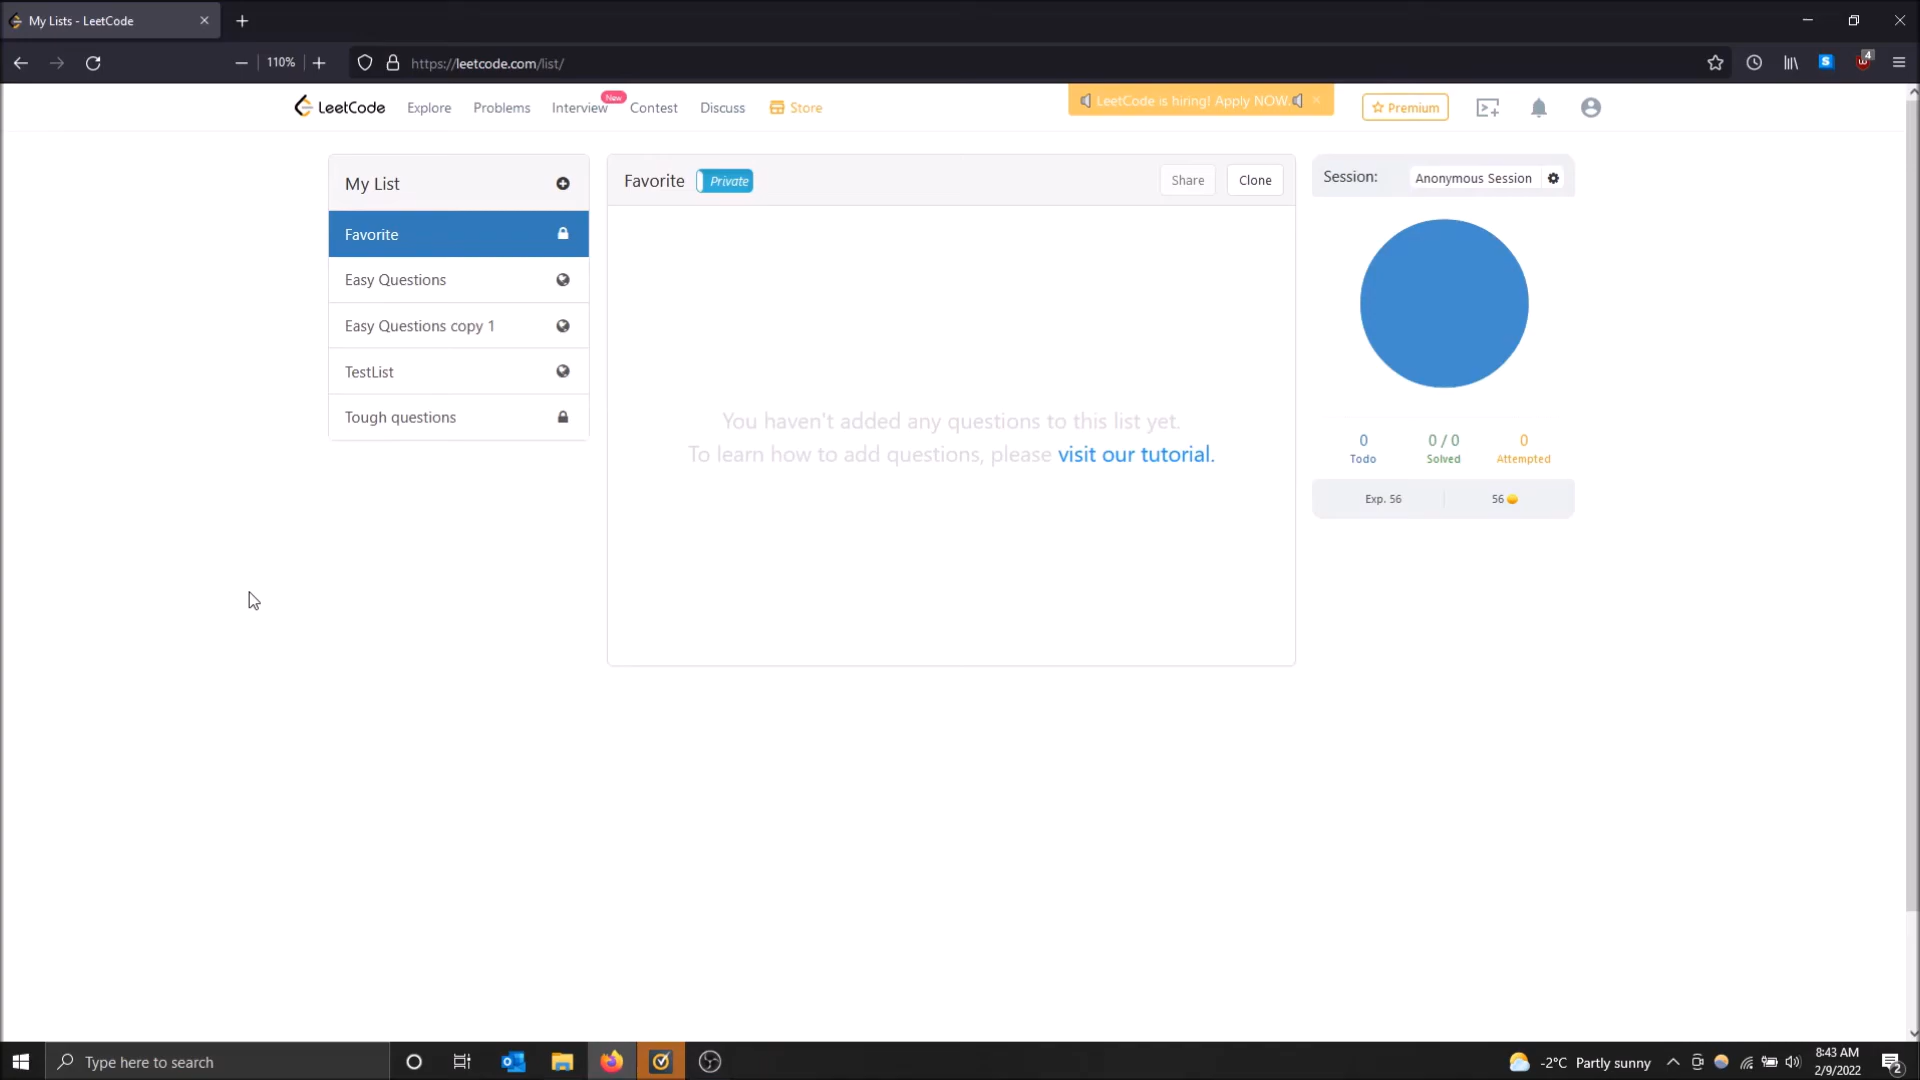 My Lists - LeetCode
110%
https://leetcode.com/list/
S
4
LeetCode
Explore
Problems
Interview
New
Contest
Discuss
Store
LeetCode is hiring! Apply NOW.
Premium
My List
Favorite
Easy Questions
Easy Questions copy 1
TestList
Tough questions
Favorite
Private
Share
Clone
You haven't added any questions to this list yet.
To learn how to add questions, please visit our tutorial.
Session:
Anonymous Session
0
Todo
0 / 0
Solved
0
Attempted
Exp. 56
56
Type here to search
-2°C Partly sunny
8:43 AM
2/9/2022
2